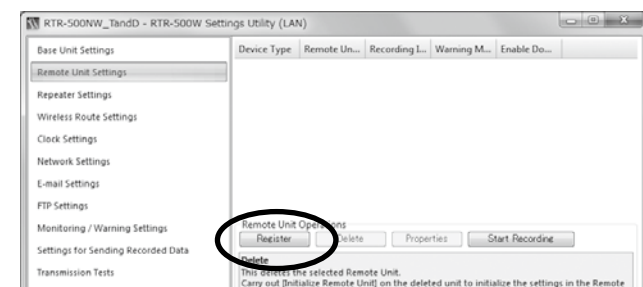 RTR-500NW_TandD - RTR-500W Settings Utility (LAN)
Base Unit Settings
Remote Unit Settings
Repeater Settings
Wireless Route Settings
Clock Settings
Network Settings
E-mail Settings
FTP Settings
Monitoring / Warning Settings
Settings for Sending Recorded Data
Transmission Tests
Device Type Remote Un... Recording I... Warning M... Enable Do...
Remote Unit Operations
Register Delete Properties Start Recording
Delete
This deletes the selected Remote Unit.
Carry out [Initialize Remote Unit] on the deleted unit to initialize the settings in the Remote